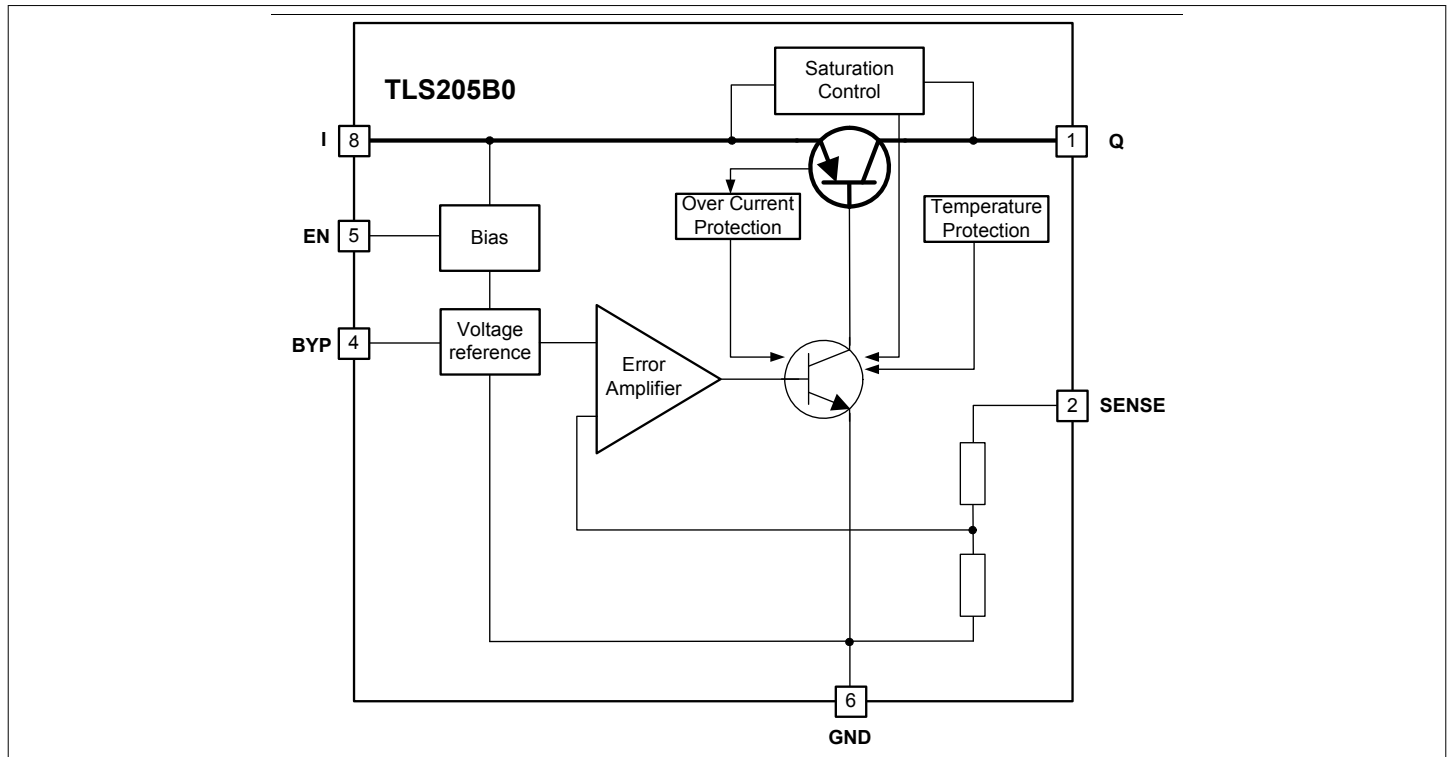 TLS205B0
Saturation
Control
I
8
1
Q
Over Current
Protection
Temperature
Protection
EN
5
Bias
BYP
4
Voltage
reference
Error
Amplifier
2
SENSE
6
GND